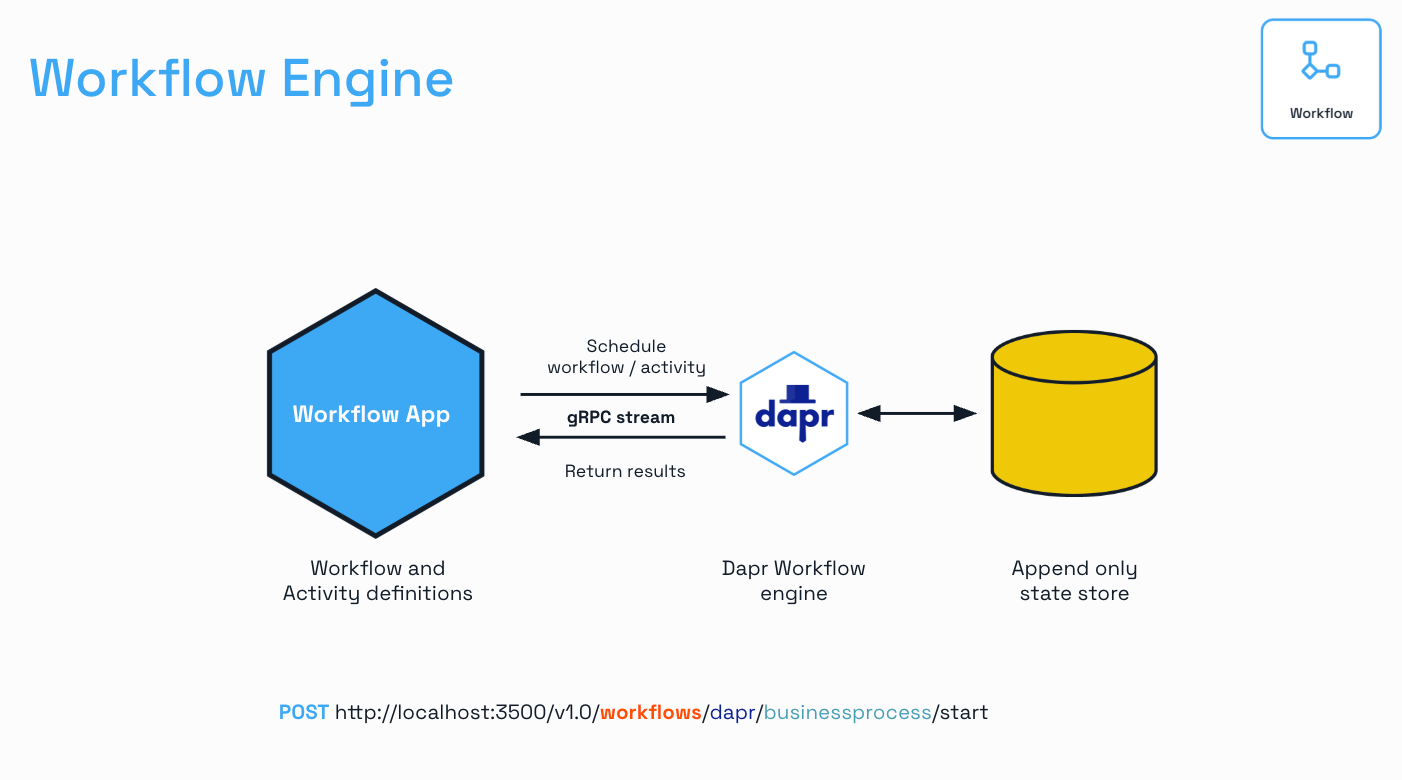 Workflow Engine
Workflow
Schedule
workflow / activity
Workflow App
gRPC stream
dapr
Return results
Workflow and
Activity definitions
Dapr Workflow
engine
Append only
state store
POST http://localhost:3500/v1.0/workflows/dapr/businessprocess/start